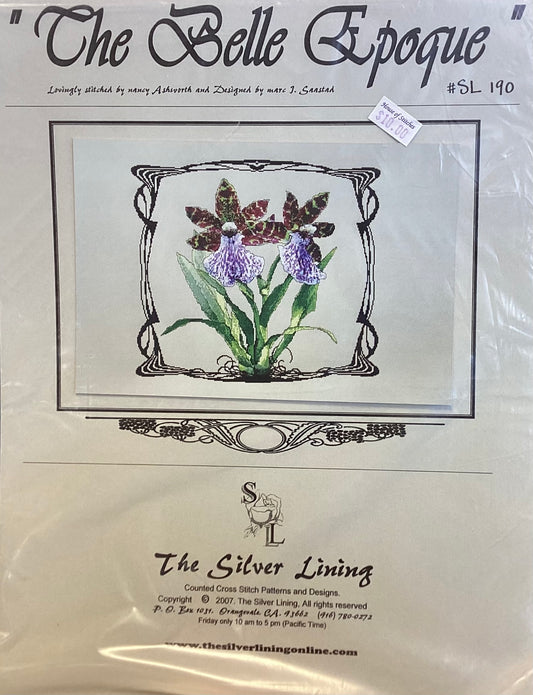 " The Belle Epoque "
Lovingly stitched by nancy Ashworth and Designed by marc I. Saastad
#SL 190
House of Stitches
$10.00
S
L
The Silver Lining
Counted Cross Stitch Patterns and Designs.
Copyright © 2007. The Silver Lining, All rights reserved
P. O. Box 1031. Orangevale. CA. 95662 (916) 780-0272
Friday only 10 am to 5 pm (Pacific Time)
www.thesilverliningonline.com